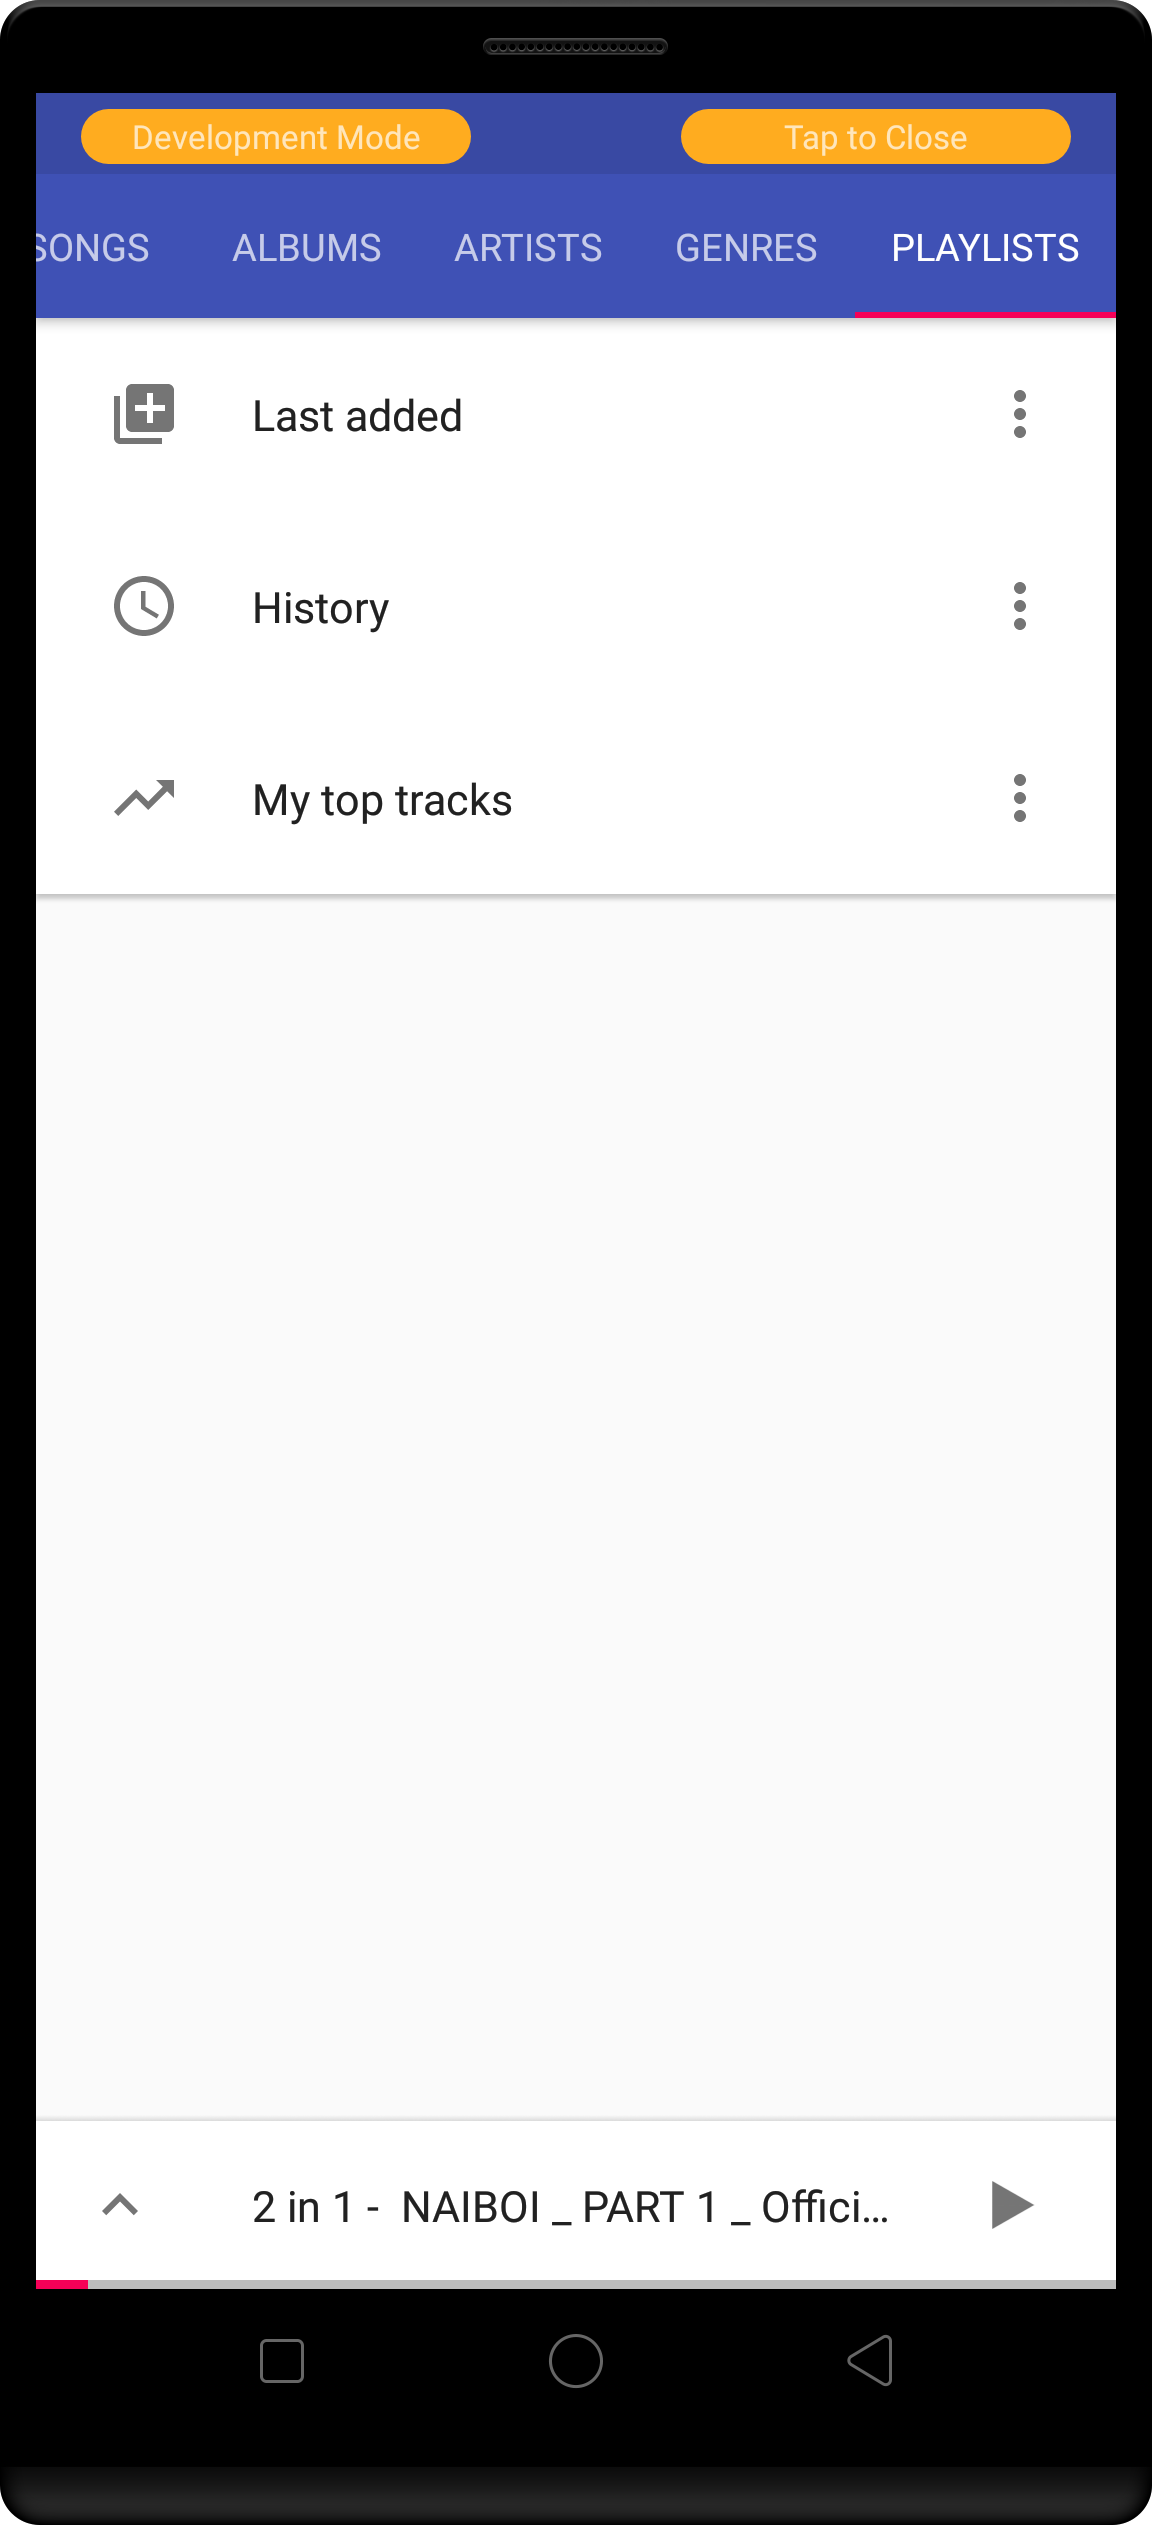 Development Mode
Tap to Close
SONGS ALBUMS ARTISTS GENRES PLAYLISTS
Last added
History
My top tracks
2 in 1 - NAIBOI _ PART 1 _ Offici...